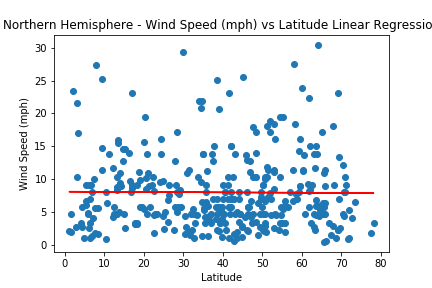 Northern Hemisphere - Wind Speed (mph) vs Latitude Linear Regressio
30
25
20
15
10
5
0
Wind Speed (mph)
0 10 20 30 40 50 60 70 80
Latitude